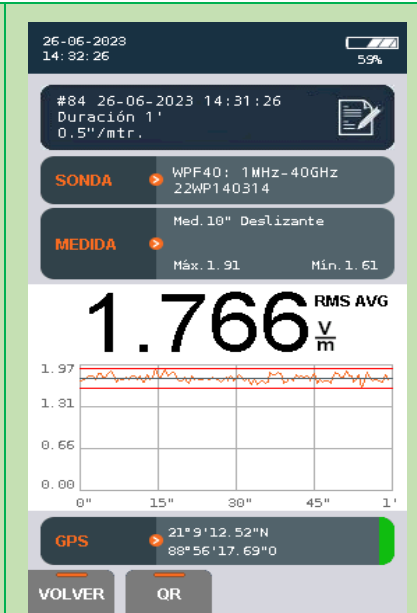 26-06-2023
14:32:26
59%
#84 26-06-2023 14:31:26
Duración 1'
0.5"/mtr.
SONDA
WPF40: 1MHz-40GHz
22WP140314
MEDIDA
Med.10" Deslizante
Máx.1.91 Mín.1.61
1.766 RMS AVG
V/m
1.97
1.31
0.66
0.00
0" 15" 30" 45" 1'
GPS
21°9'12.52"N
88°56'17.69"O
VOLVER QR